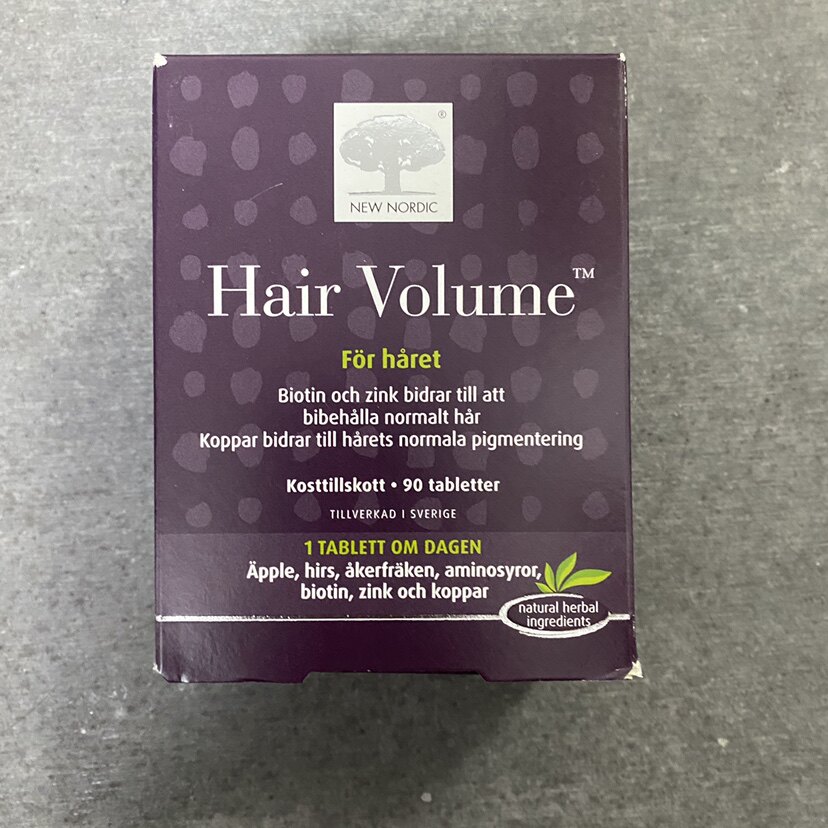 ®
NEW NORDIC
Hair Volume™
För håret
Biotin och zink bidrar till att
bibehålla normalt hår
Koppar bidrar till hårets normala pigmentering
Kosttillskott • 90 tabletter
TILLVERKAD I SVERIGE
1 TABLETT OM DAGEN
Äpple, hirs, åkerfräken, aminosyror,
biotin, zink och koppar
natural herbal
ingredients